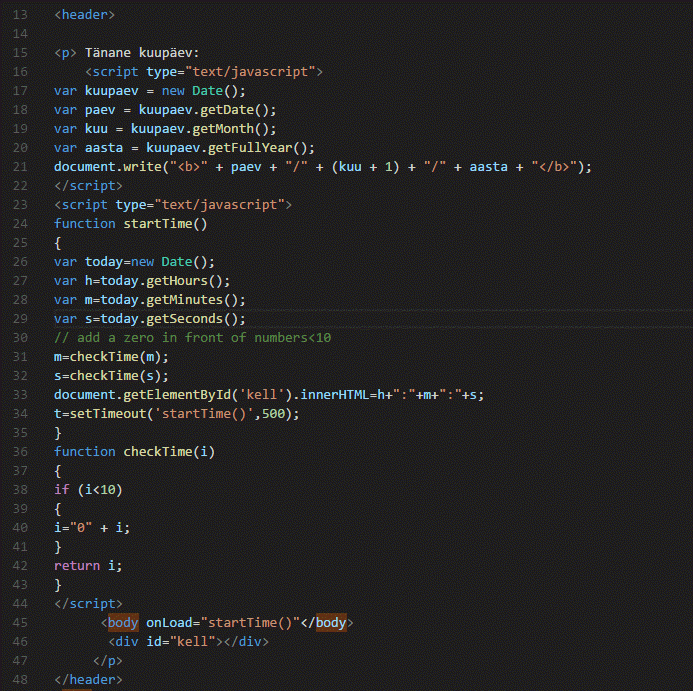 13 <header>
14
15 <p> Tänane kuupäev:
16 <script type="text/javascript">
17 var kuupaev = new Date();
18 var paev = kuupaev.getDate();
19 var kuu = kuupaev.getMonth();
20 var aasta = kuupaev.getFullYear();
21 document.write("<b>" + paev + "/" + (kuu + 1) + "/" + aasta + "</b>");
22 </script>
23 <script type="text/javascript">
24 function startTime()
25 {
26 var today=new Date();
27 var h=today.getHours();
28 var m=today.getMinutes();
29 var s=today.getSeconds();
30 // add a zero in front of numbers<10
31 m=checkTime(m);
32 s=checkTime(s);
33 document.getElementById('kell').innerHTML=h+":"+m+":"+s;
34 t=setTimeout('startTime()',500);
35 }
36 function checkTime(i)
37 {
38 if (i<10)
39 {
40 i="0" + i;
41 }
42 return i;
43 }
44 </script>
45 <body onLoad="startTime()"</body>
46 <div id="kell"></div>
47 </p>
48 </header>